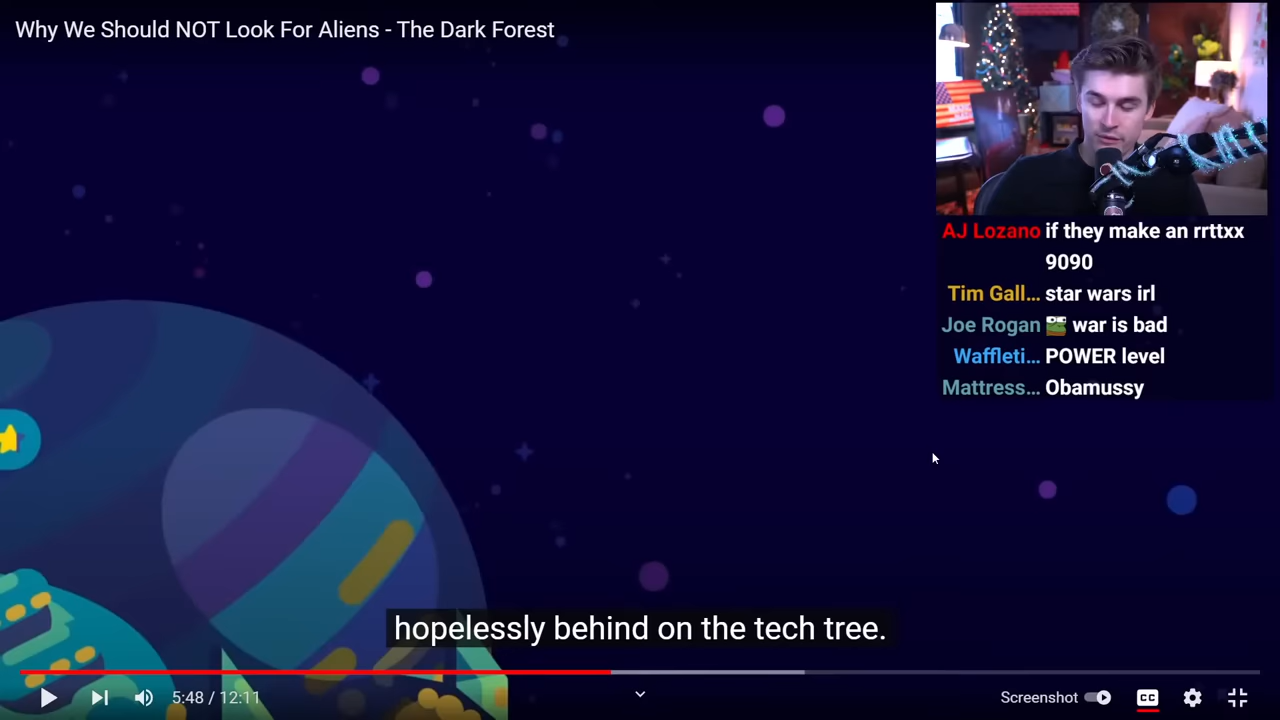 Why We Should NOT Look For Aliens - The Dark Forest
AJ Lozano if they make an rrttxx
9090
Tim Gall… star wars irl
Joe Rogan war is bad
Waffleti… POWER level
Mattress… Obamussy
hopelessly behind on the tech tree.
5:48 / 12:11
Screenshot
CC